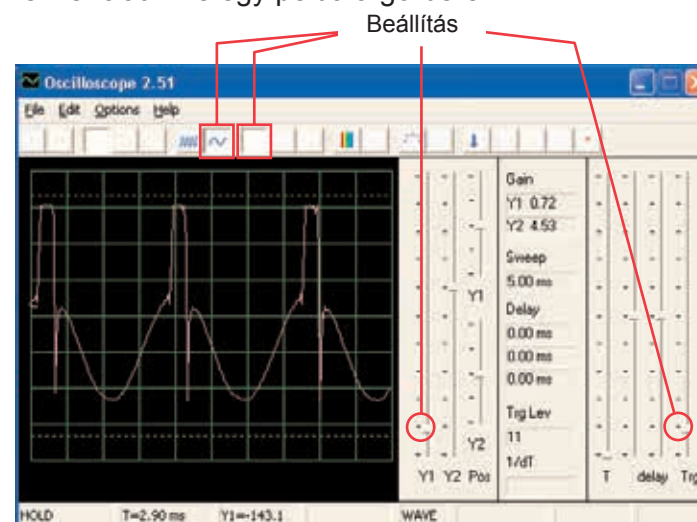 Beállítás
Oscilloscope 2.51
File Edit Options Help
Gain
Y1 0.72
Y2 4.53
Sweep
5.00 ms
Delay
0.00 ms
0.00 ms
0.00 ms
Trg Lev
11
1/dT
Y1
Y2
Y1 Y2 Pos
T delay Trg
HOLD T=2.90 ms Y1=-143.1 WAVE